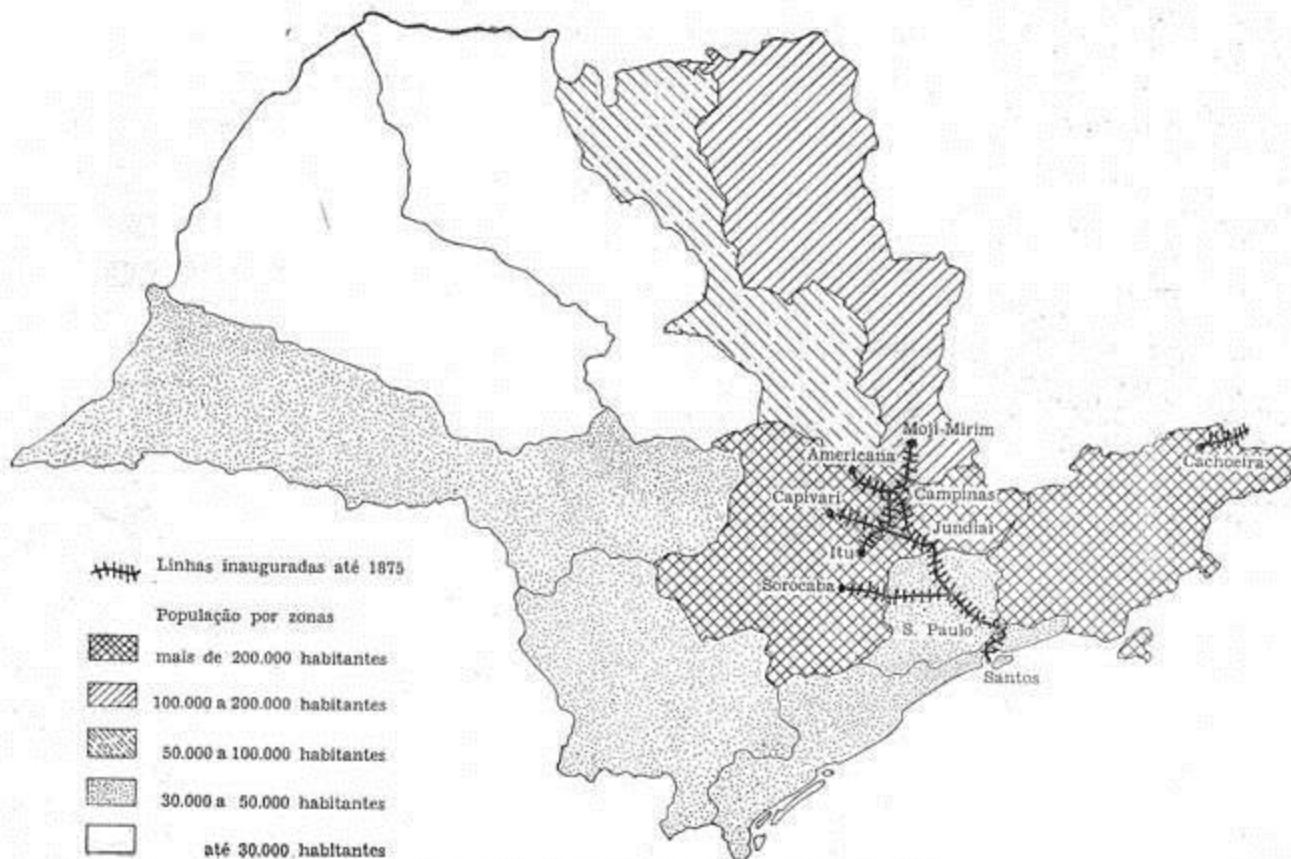 Moji-Mirim
Americana
Cachoeira
Capivari
Campinas
Jundiaí
Itu
Sorocaba
S. Paulo
Santos
Linhas inauguradas até 1875
População por zonas
mais de 200.000 habitantes
100.000 a 200.000 habitantes
50.000 a 100.000 habitantes
30.000 a 50.000 habitantes
até 30.000 habitantes